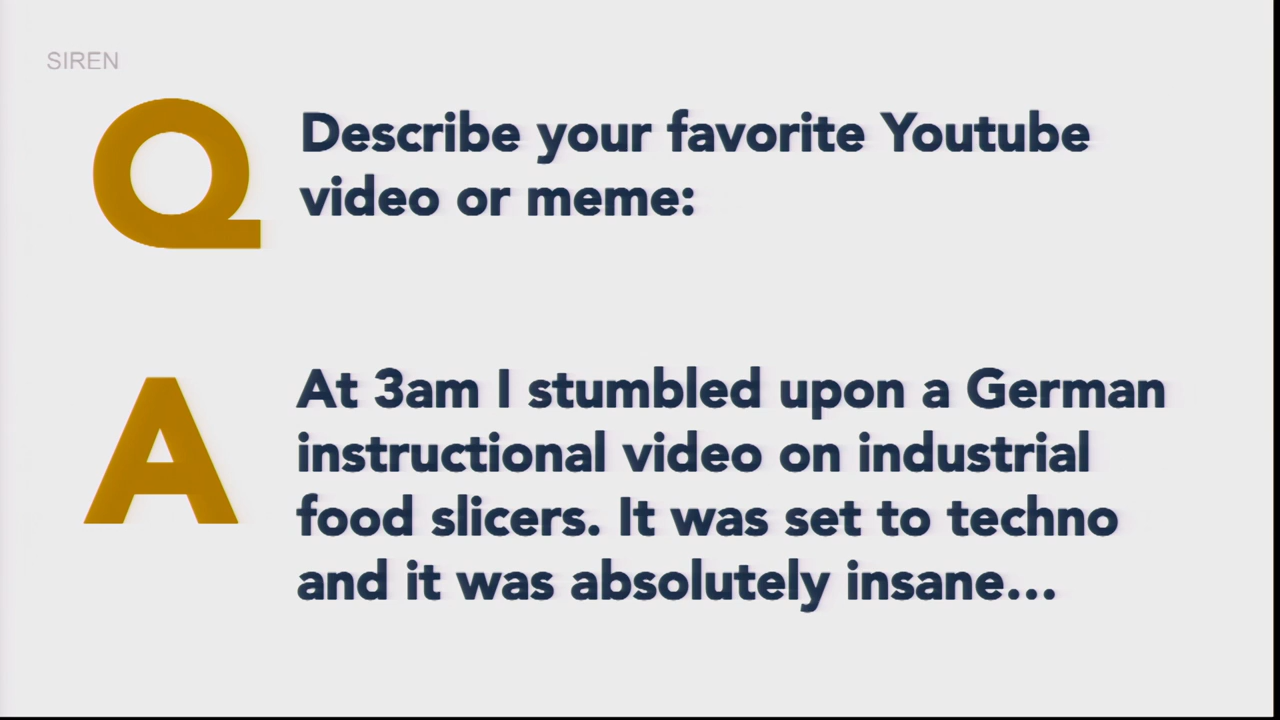 SIREN
Q
Describe your favorite Youtube
video or meme:
A
At 3am I stumbled upon a German
instructional video on industrial
food slicers. It was set to techno
and it was absolutely insane...